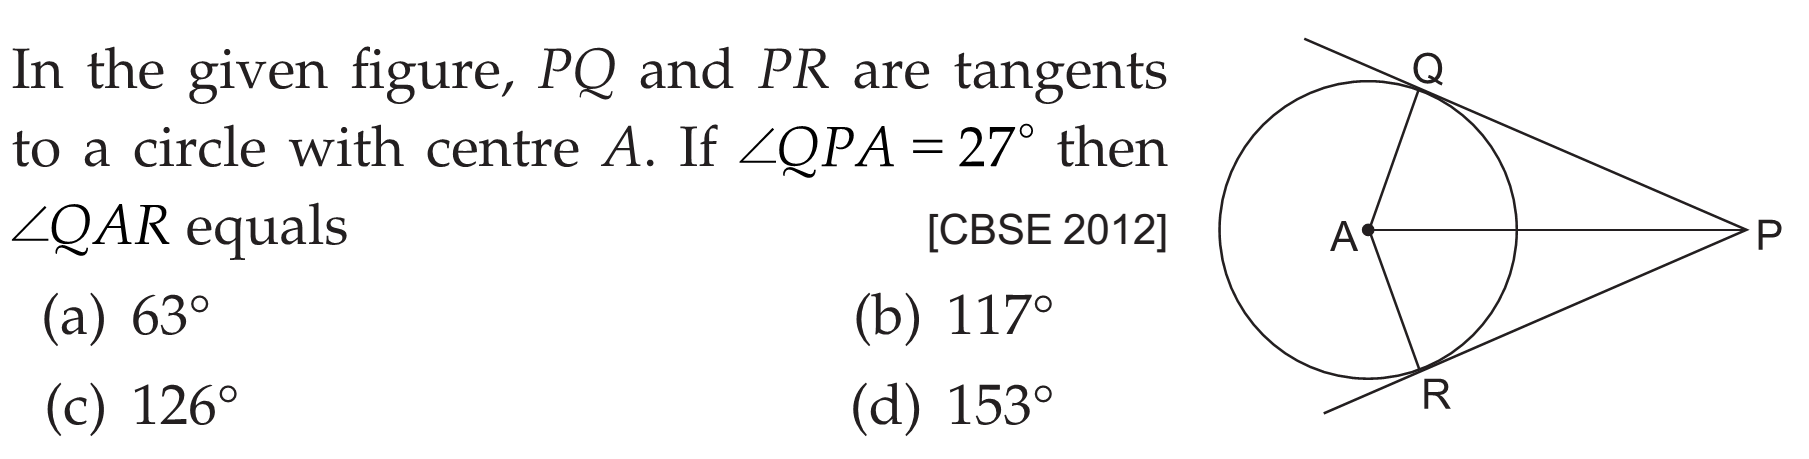 In the given figure, PQ and PR are tangents
to a circle with centre A. If ∠QPA = 27° then
∠QAR equals [CBSE 2012]
(a) 63° (b) 117°
(c) 126° (d) 153°
Q
A
P
R